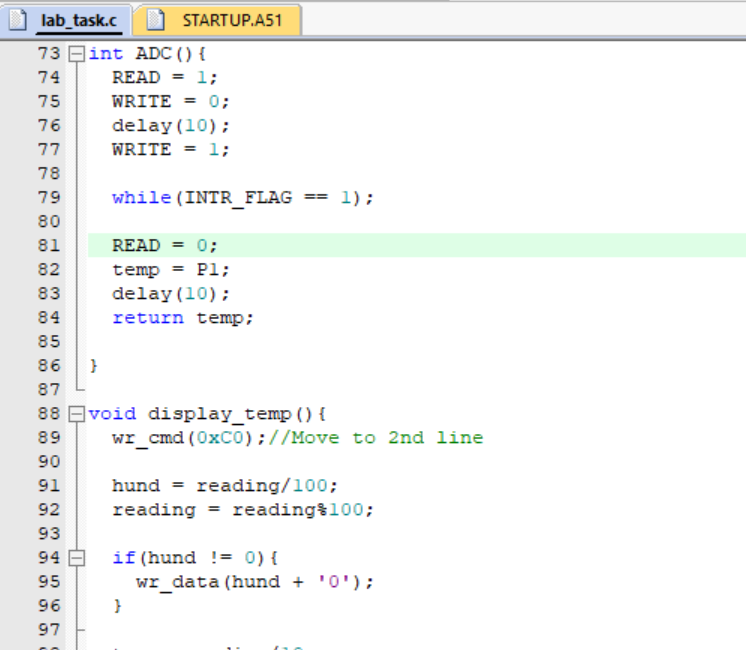 lab_task.c STARTUP.A51
73 int ADC(){
74 READ = 1;
75 WRITE = 0;
76 delay(10);
77 WRITE = 1;
78
79 while(INTR_FLAG == 1);
80
81 READ = 0;
82 temp = P1;
83 delay(10);
84 return temp;
85
86 }
87
88 void display_temp(){
89 wr_cmd(0xC0);//Move to 2nd line
90
91 hund = reading/100;
92 reading = reading%100;
93
94 if(hund != 0){
95 wr_data(hund + '0');
96 }
97